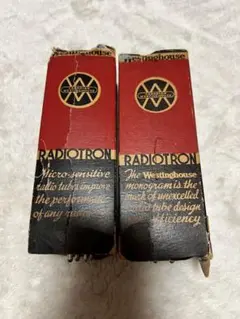 Westinghouse
RADIOTRON
Micro-sensitive
radio tubes improve
the performance
of any
Westinghouse
RADIOTRON
The Westinghouse
monogram is the
mark of unexcelled
tube design
efficiency